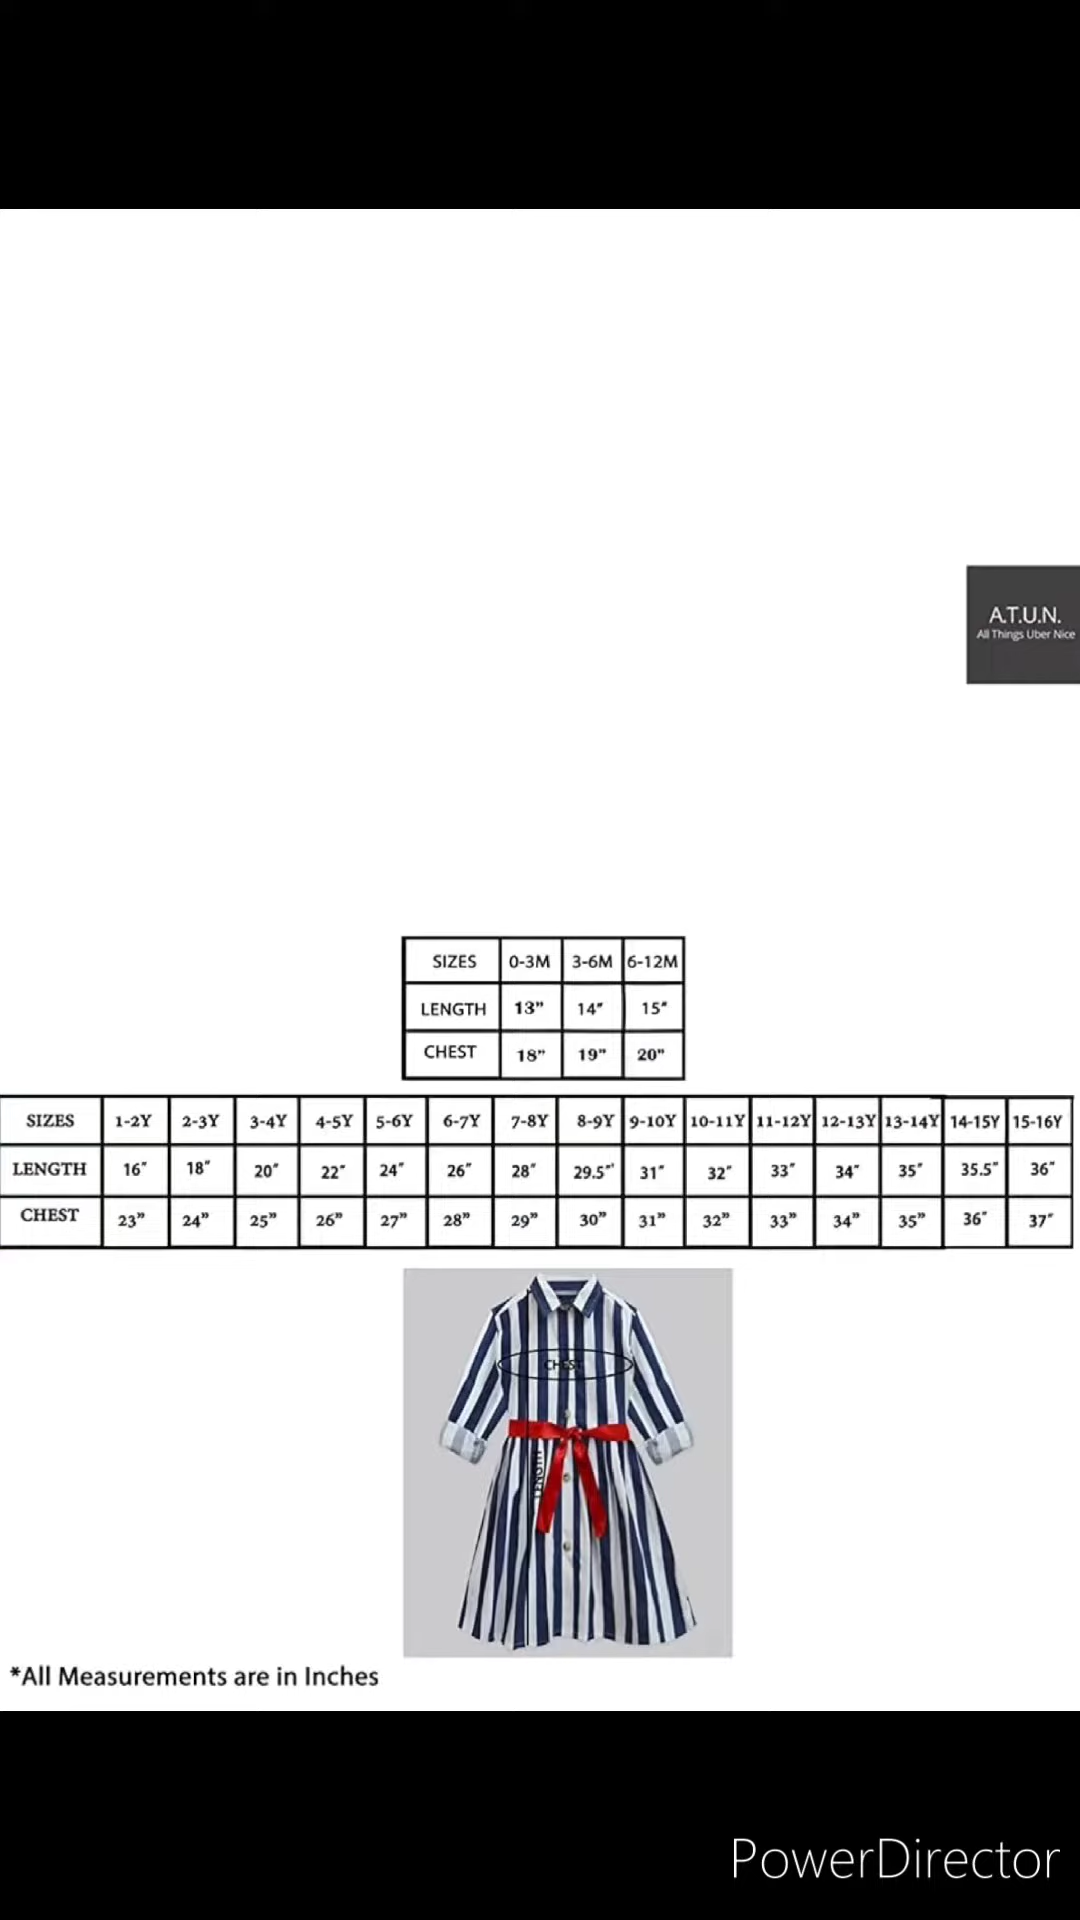 A.T.U.N.
All Things Uber Nice
SIZES 0-3M 3-6M 6-12M
LENGTH 13” 14″ 15″
CHEST 18” 19” 20”
SIZES 1-2Y 2-3Y 3-4Y 4-5Y 5-6Y 6-7Y 7-8Y 8-9Y 9-10Y 10-11Y 11-12Y 12-13Y 13-14Y 14-15Y 15-16Y
LENGTH 16″ 18″ 20″ 22″ 24″ 26″ 28″ 29.5″' 31″ 32″ 33″ 34″ 35″ 35.5″ 36″
CHEST 23” 24” 25” 26” 27” 28” 29” 30” 31” 32” 33” 34” 35” 36″ 37″
CHEST
LENGTH
*All Measurements are in Inches
PowerDirector